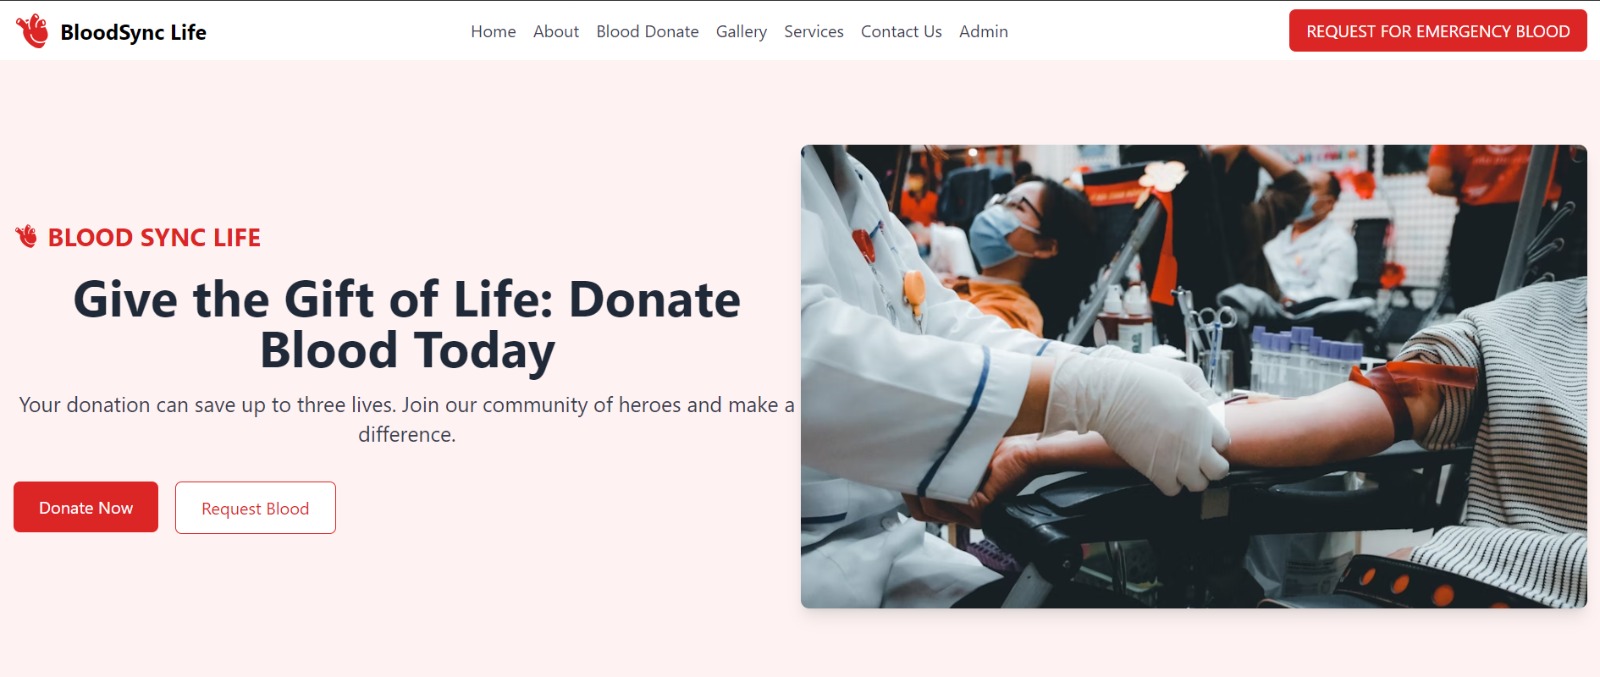 BloodSync Life
Home About Blood Donate Gallery Services Contact Us Admin
REQUEST FOR EMERGENCY BLOOD
BLOOD SYNC LIFE
Give the Gift of Life: Donate
Blood Today
Your donation can save up to three lives. Join our community of heroes and make a
difference.
Donate Now
Request Blood